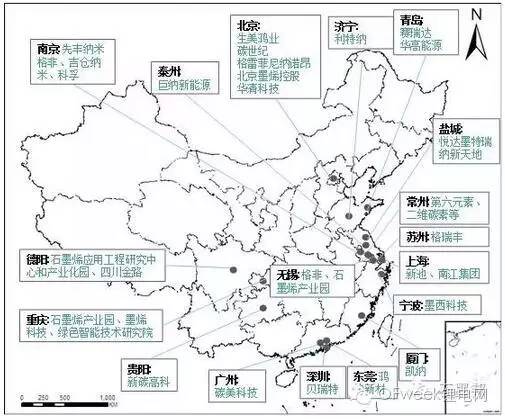 南京: 先丰纳米
格菲、吉仓纳
米、科孚
泰州:
巨纳新能源
北京:
生美鸿业
碳世纪
格雷菲尼纳诺昂
北京墨烯控股
华清科技
济宁:
利特纳
青岛:
赛瑞达
华高能源
盐城:
悦达墨特瑞
纳新天地
常州: 第六元素、
二维碳素等
苏州: 格瑞丰
上海:
新池、南江集团
宁波: 墨西科技
德阳: 石墨烯应用工程研究中
心和产业化园、四川金路
无锡: 格菲、石
墨烯产业园
重庆: 石墨烯产业园、墨烯
科技、绿色智能技术研究院
贵阳:
新碳高科
广州:
碳美科技
深圳:
贝瑞特
东莞: 鸿
纳新材
厦门:
凯纳
N
0
500
1,000
km
OFweek锂电网